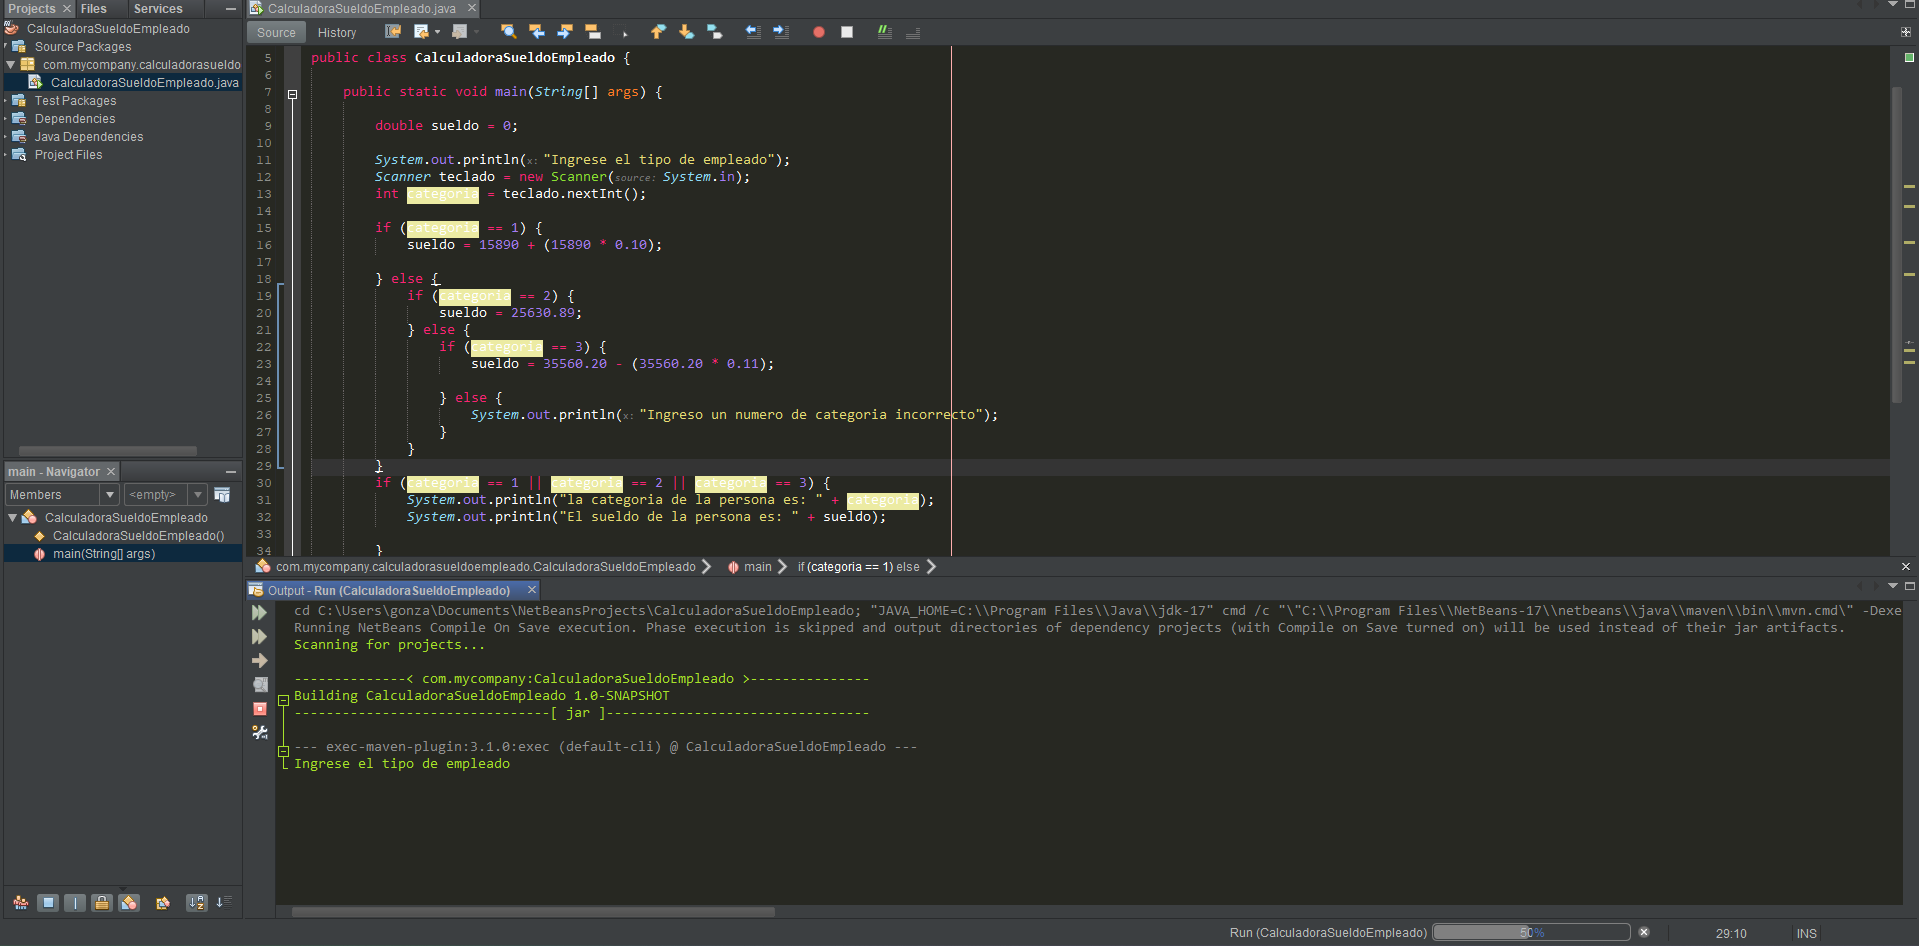 Projects Files Services
CalculadoraSueldoEmpleado
Source Packages
com.mycompany.calculadorasueldo
CalculadoraSueldoEmpleado.java
Test Packages
Dependencies
Java Dependencies
Project Files
main - Navigator
Members <empty>
CalculadoraSueldoEmpleado
CalculadoraSueldoEmpleado()
main(String[] args)
CalculadoraSueldoEmpleado.java
Source History
5 public class CalculadoraSueldoEmpleado {
6
7 public static void main(String[] args) {
8
9 double sueldo = 0;
10
11 System.out.println(x: "Ingrese el tipo de empleado");
12 Scanner teclado = new Scanner(source: System.in);
13 int categoria = teclado.nextInt();
14
15 if (categoria == 1) {
16 sueldo = 15890 + (15890 * 0.10);
17
18 } else {
19 if (categoria == 2) {
20 sueldo = 25630.89;
21 } else {
22 if (categoria == 3) {
23 sueldo = 35560.20 - (35560.20 * 0.11);
24
25 } else {
26 System.out.println(x: "Ingreso un numero de categoria incorrecto");
27 }
28 }
29 }
30 if (categoria == 1 || categoria == 2 || categoria == 3) {
31 System.out.println("la categoria de la persona es: " + categoria);
32 System.out.println("El sueldo de la persona es: " + sueldo);
33
34 }
com.mycompany.calculadorasueldoempleado.CalculadoraSueldoEmpleado main if (categoria == 1) else
Output - Run (CalculadoraSueldoEmpleado)
cd C:\Users\gonza\Documents\NetBeansProjects\CalculadoraSueldoEmpleado; "JAVA_HOME=C:\\Program Files\\Java\\jdk-17" cmd /c "\"C:\\Program Files\\NetBeans-17\\netbeans\\java\\maven\\bin\\mvn.cmd\" -Dexe
Running NetBeans Compile On Save execution. Phase execution is skipped and output directories of dependency projects (with Compile on Save turned on) will be used instead of their jar artifacts.
Scanning for projects...
--------------< com.mycompany:CalculadoraSueldoEmpleado >---------------
Building CalculadoraSueldoEmpleado 1.0-SNAPSHOT
--------------------------------[ jar ]---------------------------------
--- exec-maven-plugin:3.1.0:exec (default-cli) @ CalculadoraSueldoEmpleado ---
Ingrese el tipo de empleado
Run (CalculadoraSueldoEmpleado) 50% 29:10 INS